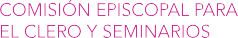 COMISIÓN EPISCOPAL PARA
EL CLERO Y SEMINARIOS